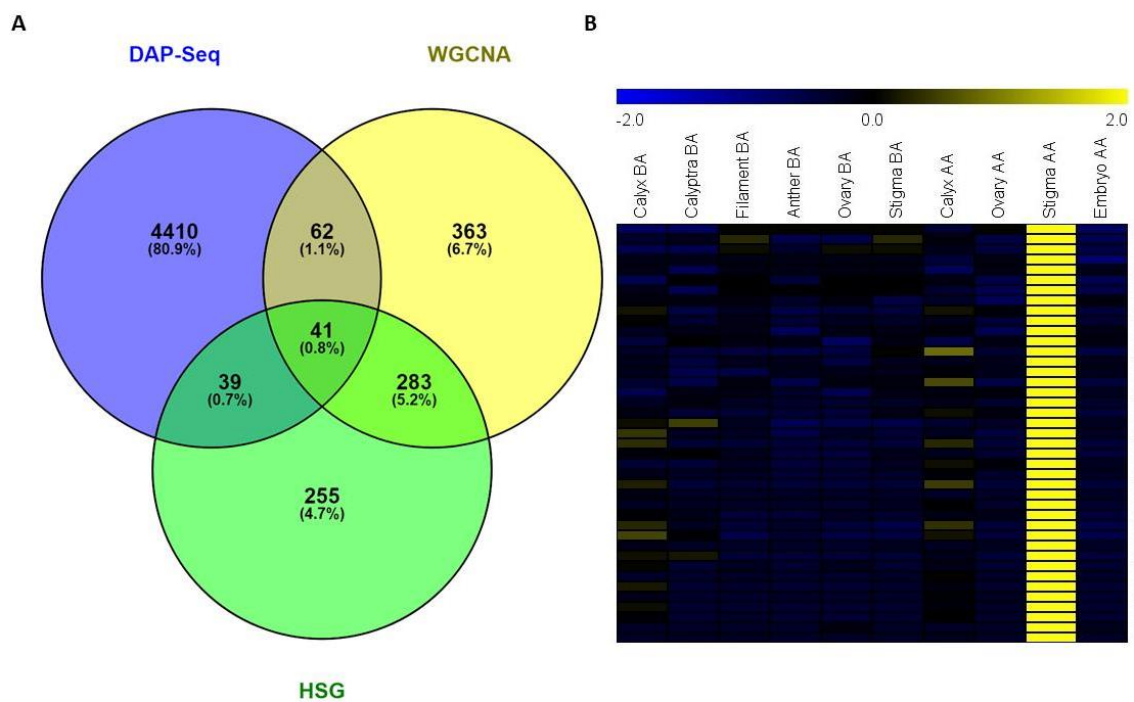 A
DAP-Seq
WGCNA
4410
(80.9%)
62
(1.1%)
363
(6.7%)
41
(0.8%)
39
(0.7%)
283
(5.2%)
255
(4.7%)
HSG
B
-2.0 0.0 2.0
Calyx BA
Calyptra BA
Filament BA
Anther BA
Ovary BA
Stigma BA
Calyx AA
Ovary AA
Stigma AA
Embryo AA